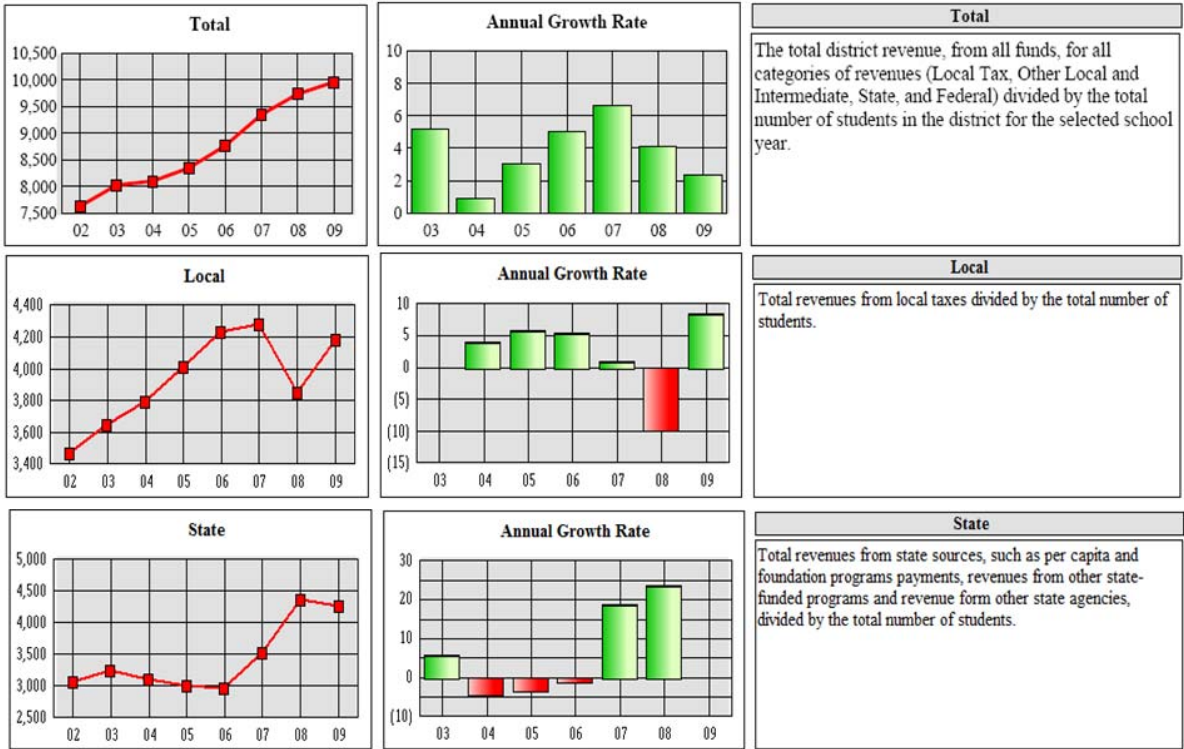 Total
10,500
10,000
9,500
9,000
8,500
8,000
7,500
02 03 04 05 06 07 08 09
Annual Growth Rate
10
8
6
4
2
0
03 04 05 06 07 08 09
Total
The total district revenue, from all funds, for all
categories of revenues (Local Tax, Other Local and
Intermediate, State, and Federal) divided by the total
number of students in the district for the selected school
year.
Local
4,400
4,200
4,000
3,800
3,600
3,400
02 03 04 05 06 07 08 09
Annual Growth Rate
10
5
0
(5)
(10)
(15)
03 04 05 06 07 08 09
Local
Total revenues from local taxes divided by the total number of
students.
State
5,000
4,500
4,000
3,500
3,000
2,500
02 03 04 05 06 07 08 09
Annual Growth Rate
30
20
10
0
(10)
03 04 05 06 07 08 09
State
Total revenues from state sources, such as per capita and
foundation programs payments, revenues from other state-
funded programs and revenue form other state agencies,
divided by the total number of students.